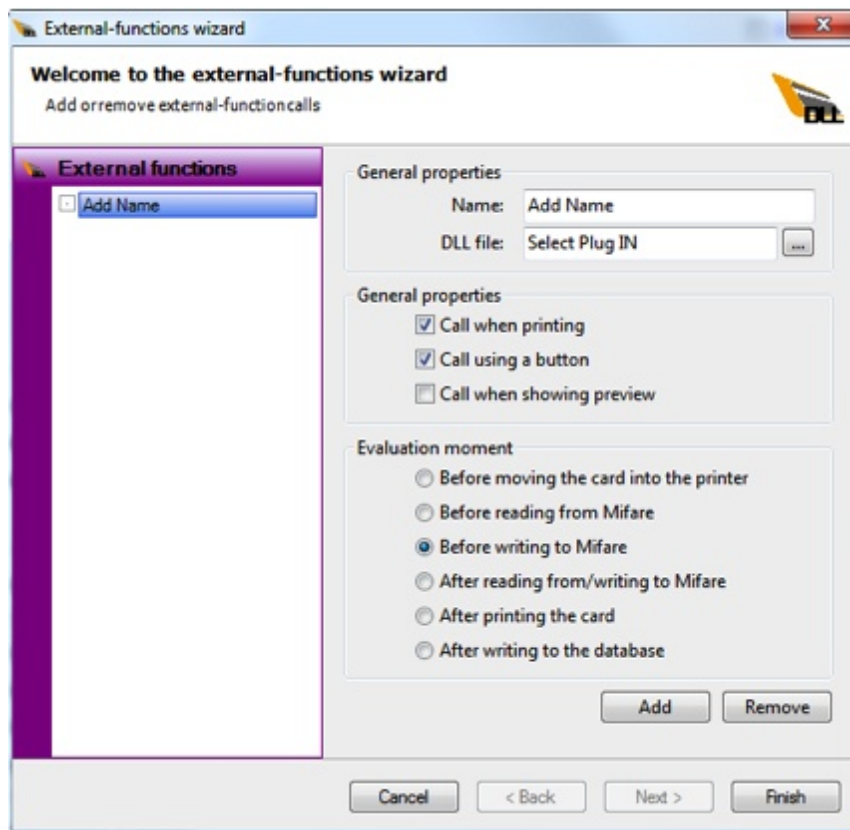 External-functions wizard
Welcome to the external-functions wizard
Add or remove external-function calls
DLL
External functions
Add Name
General properties
Name: Add Name
DLL file: Select Plug IN ...
General properties
Call when printing
Call using a button
Call when showing preview
Evaluation moment
Before moving the card into the printer
Before reading from Mifare
Before writing to Mifare
After reading from/writing to Mifare
After printing the card
After writing to the database
Add Remove
Cancel < Back Next > Finish